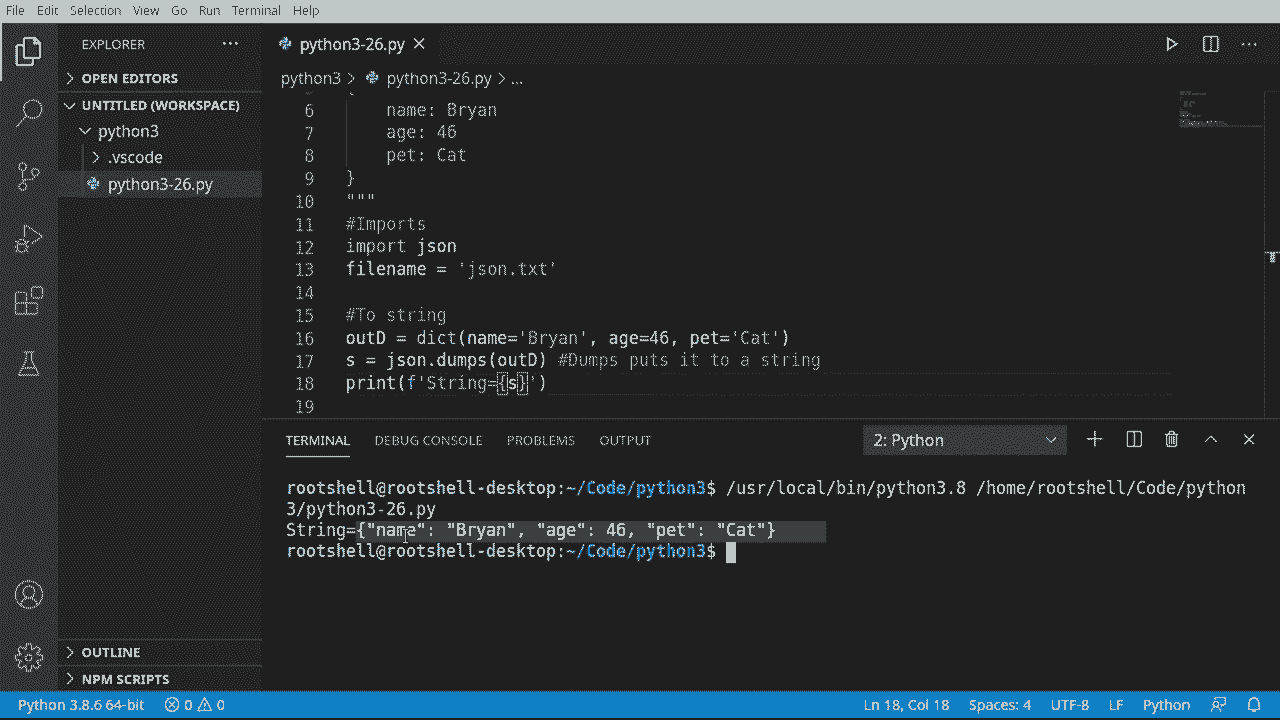 File Edit Selection View Go Run Terminal Help
EXPLORER
python3-26.py
OPEN EDITORS
python3 > python3-26.py > ...
UNTITLED (WORKSPACE)
python3
.vscode
python3-26.py
6 name: Bryan
7 age: 46
8 pet: Cat
9 }
10 """
11 #Imports
12 import json
13 filename = 'json.txt'
14
15 #To string
16 outD = dict(name='Bryan', age=46, pet='Cat')
17 s = json.dumps(outD) #Dumps puts it to a string
18 print(f'String={s}')
19
TERMINAL DEBUG CONSOLE PROBLEMS OUTPUT 2: Python
rootshell@rootshell-desktop:~/Code/python3$ /usr/local/bin/python3.8 /home/rootshell/Code/python
3/python3-26.py
String={"name": "Bryan", "age": 46, "pet": "Cat"}
rootshell@rootshell-desktop:~/Code/python3$
OUTLINE
NPM SCRIPTS
Python 3.8.6 64-bit 0 0 Ln 18, Col 18 Spaces: 4 UTF-8 LF Python